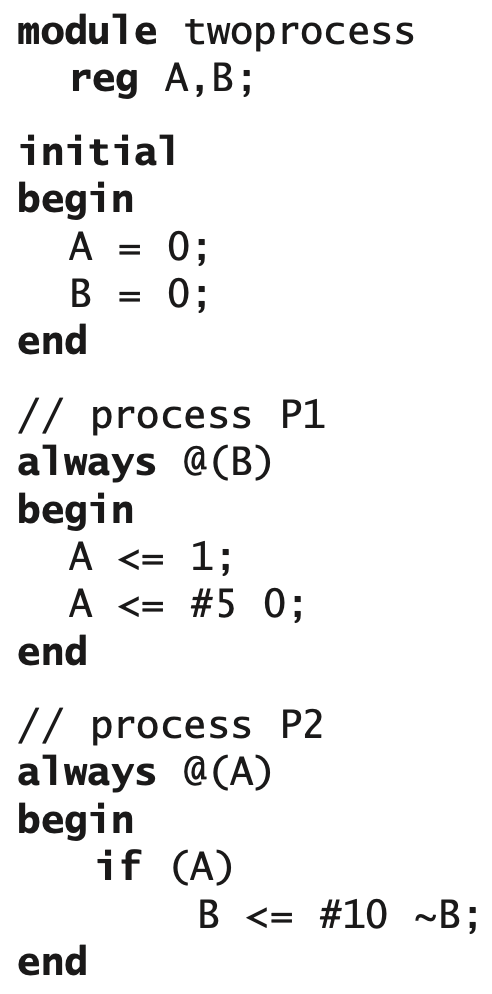 module twoprocess
reg A,B;
initial
begin
A = 0;
B = 0;
end
// process P1
always @(B)
begin
A <= 1;
A <= #5 0;
end
// process P2
always @(A)
begin
if (A)
B <= #10 ~B;
end